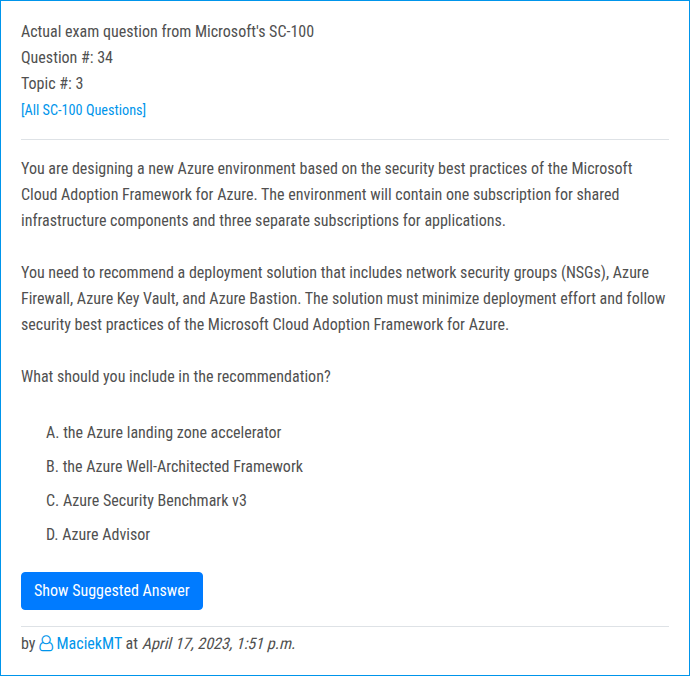 Actual exam question from Microsoft's SC-100
Question #: 34
Topic #: 3
[All SC-100 Questions]
You are designing a new Azure environment based on the security best practices of the Microsoft
Cloud Adoption Framework for Azure. The environment will contain one subscription for shared
infrastructure components and three separate subscriptions for applications.
You need to recommend a deployment solution that includes network security groups (NSGs), Azure
Firewall, Azure Key Vault, and Azure Bastion. The solution must minimize deployment effort and follow
security best practices of the Microsoft Cloud Adoption Framework for Azure.
What should you include in the recommendation?
A. the Azure landing zone accelerator
B. the Azure Well-Architected Framework
C. Azure Security Benchmark v3
D. Azure Advisor
Show Suggested Answer
by MaciekMT at April 17, 2023, 1:51 p.m.